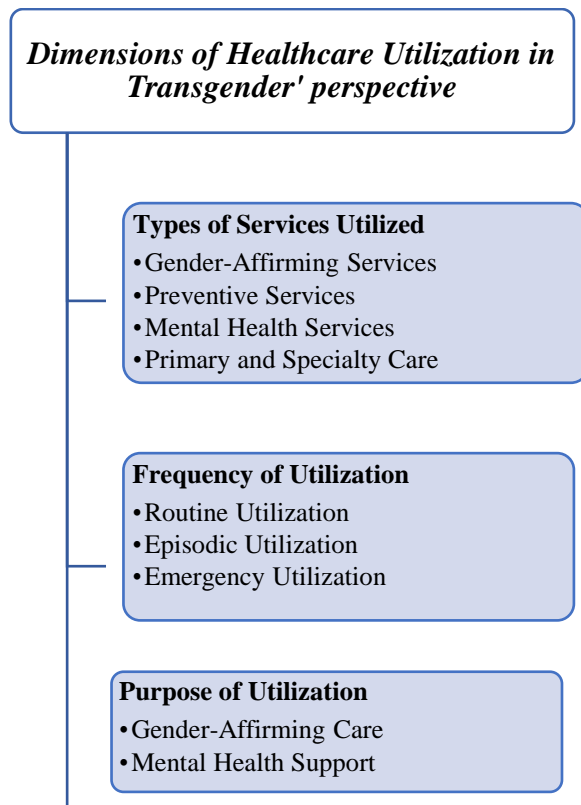 Dimensions of Healthcare Utilization in
Transgender' perspective
Types of Services Utilized
•Gender-Affirming Services
•Preventive Services
•Mental Health Services
•Primary and Specialty Care
Frequency of Utilization
•Routine Utilization
•Episodic Utilization
•Emergency Utilization
Purpose of Utilization
•Gender-Affirming Care
•Mental Health Support